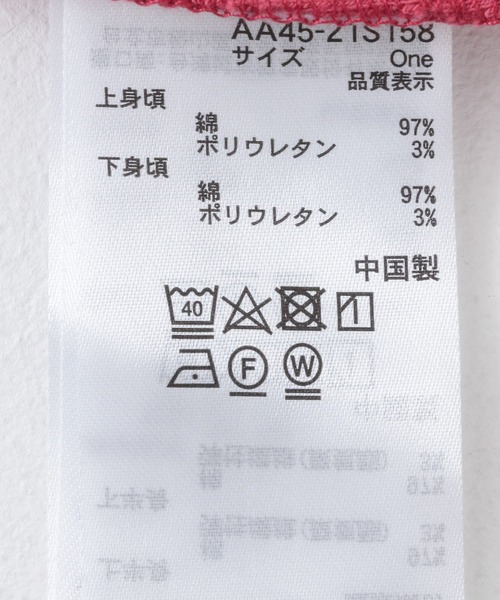 AA45-21S158
サイズ One
品質表示
上身頃
綿 97%
ポリウレタン 3%
下身頃
綿 97%
ポリウレタン 3%
中国製
40
F W